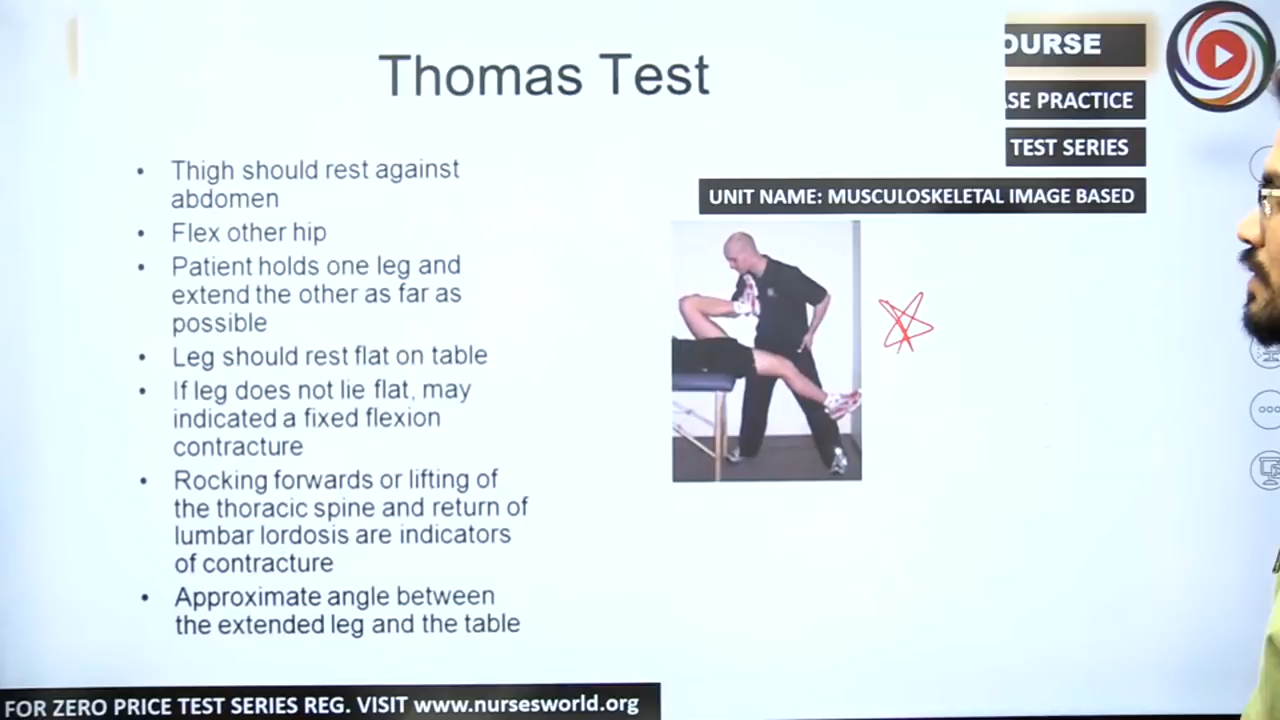 Thomas Test
OURSE
SE PRACTICE
TEST SERIES
UNIT NAME: MUSCULOSKELETAL IMAGE BASED
• Thigh should rest against
abdomen
• Flex other hip
• Patient holds one leg and
extend the other as far as
possible
• Leg should rest flat on table
• If leg does not lie flat, may
indicated a fixed flexion
contracture
• Rocking forwards or lifting of
the thoracic spine and return of
lumbar lordosis are indicators
of contracture
• Approximate angle between
the extended leg and the table
FOR ZERO PRICE TEST SERIES REG. VISIT www.nursesworld.org